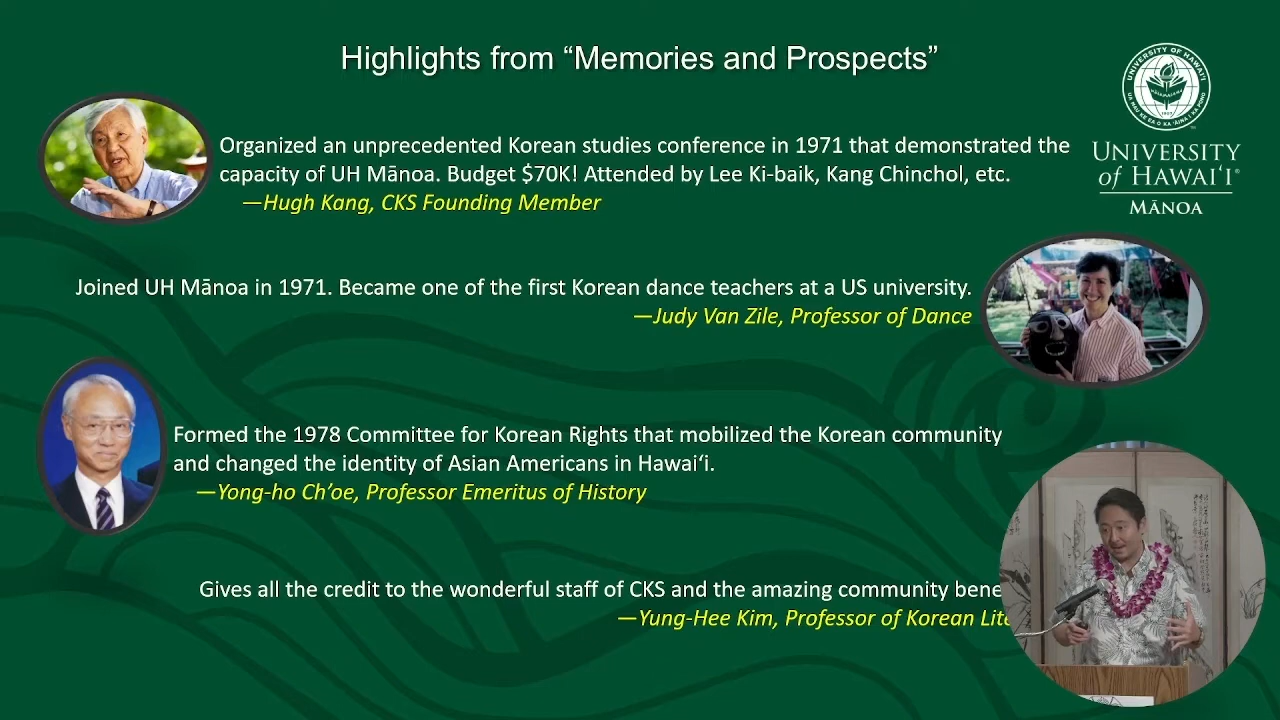 Highlights from “Memories and Prospects”
Organized an unprecedented Korean studies conference in 1971 that demonstrated the
capacity of UH Mānoa. Budget $70K! Attended by Lee Ki-baik, Kang Chinchol, etc.
—Hugh Kang, CKS Founding Member
UNIVERSITY OF HAWAI‘I
UNIVERSITY
of HAWAI‘I®
MĀNOA
Joined UH Mānoa in 1971. Became one of the first Korean dance teachers at a US university.
—Judy Van Zile, Professor of Dance
Formed the 1978 Committee for Korean Rights that mobilized the Korean community
and changed the identity of Asian Americans in Hawai‘i.
—Yong-ho Ch’oe, Professor Emeritus of History
Gives all the credit to the wonderful staff of CKS and the amazing community
—Yung-Hee Kim, Professor of Korean